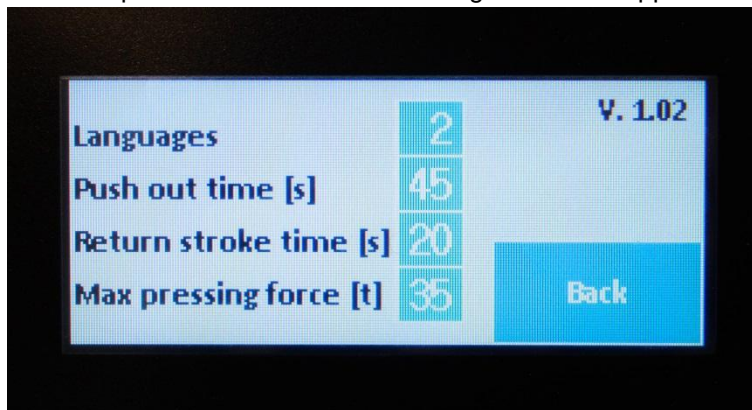 Languages 2
V. 1.02
Push out time [s] 45
Return stroke time [s] 20
Max pressing force [t] 35
Back